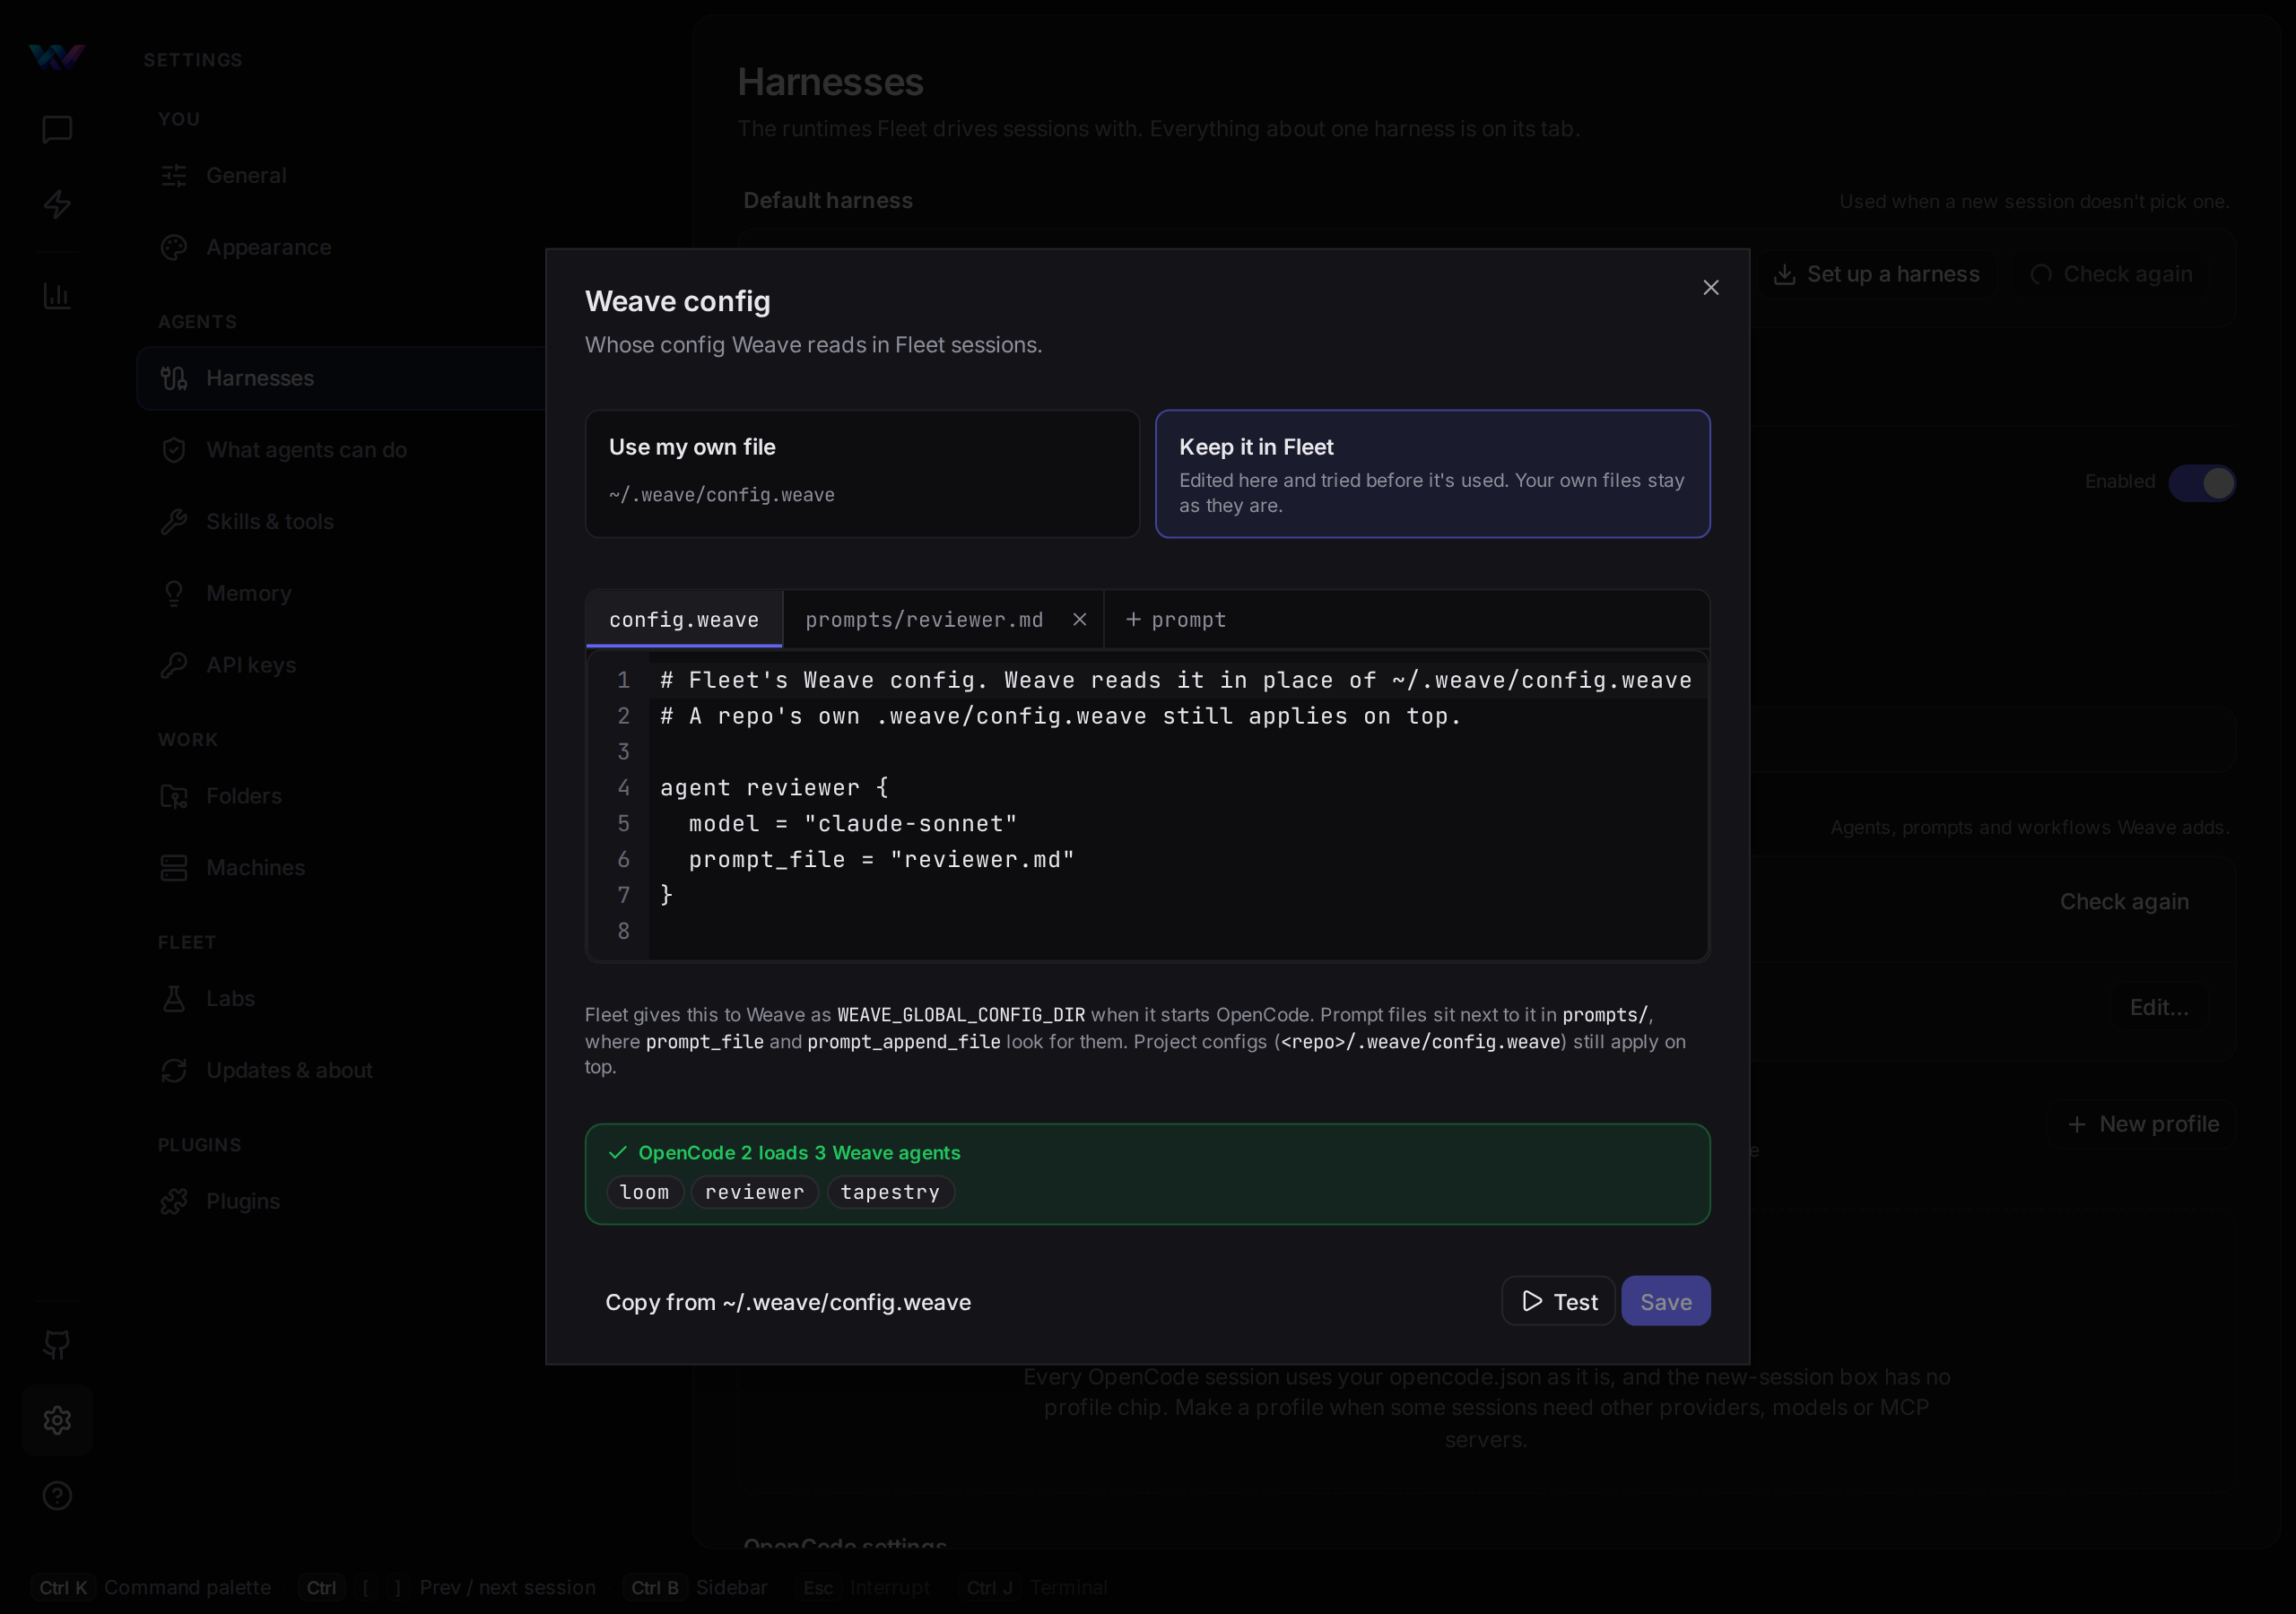 SETTINGS
YOU
General
Appearance
AGENTS
Harnesses
What agents can do
Skills & tools
Memory
API keys
WORK
Folders
Machines
FLEET
Labs
Updates & about
PLUGINS
Plugins
Harnesses
The runtimes Fleet drives sessions with. Everything about one harness is on its tab.
Default harness
Used when a new session doesn't pick one.
Set up a harness
Check again
Enabled
Agents, prompts and workflows Weave adds.
Check again
Edit...
New profile
e
Every OpenCode session uses your opencode.json as it is, and the new-session box has no
profile chip. Make a profile when some sessions need other providers, models or MCP
servers.
OpenCode settings
Weave config
Whose config Weave reads in Fleet sessions.
Use my own file
~/.weave/config.weave
Keep it in Fleet
Edited here and tried before it's used. Your own files stay
as they are.
config.weave
prompts/reviewer.md
+ prompt
1 # Fleet's Weave config. Weave reads it in place of ~/.weave/config.weave
2 # A repo's own .weave/config.weave still applies on top.
3
4 agent reviewer {
5 model = "claude-sonnet"
6 prompt_file = "reviewer.md"
7 }
8
Fleet gives this to Weave as WEAVE_GLOBAL_CONFIG_DIR when it starts OpenCode. Prompt files sit next to it in prompts/,
where prompt_file and prompt_append_file look for them. Project configs (<repo>/.weave/config.weave) still apply on
top.
OpenCode 2 loads 3 Weave agents
loom
reviewer
tapestry
Copy from ~/.weave/config.weave
Test
Save
Ctrl K Command palette
Ctrl [ ] Prev / next session
Ctrl B Sidebar
Esc Interrupt
Ctrl J Terminal